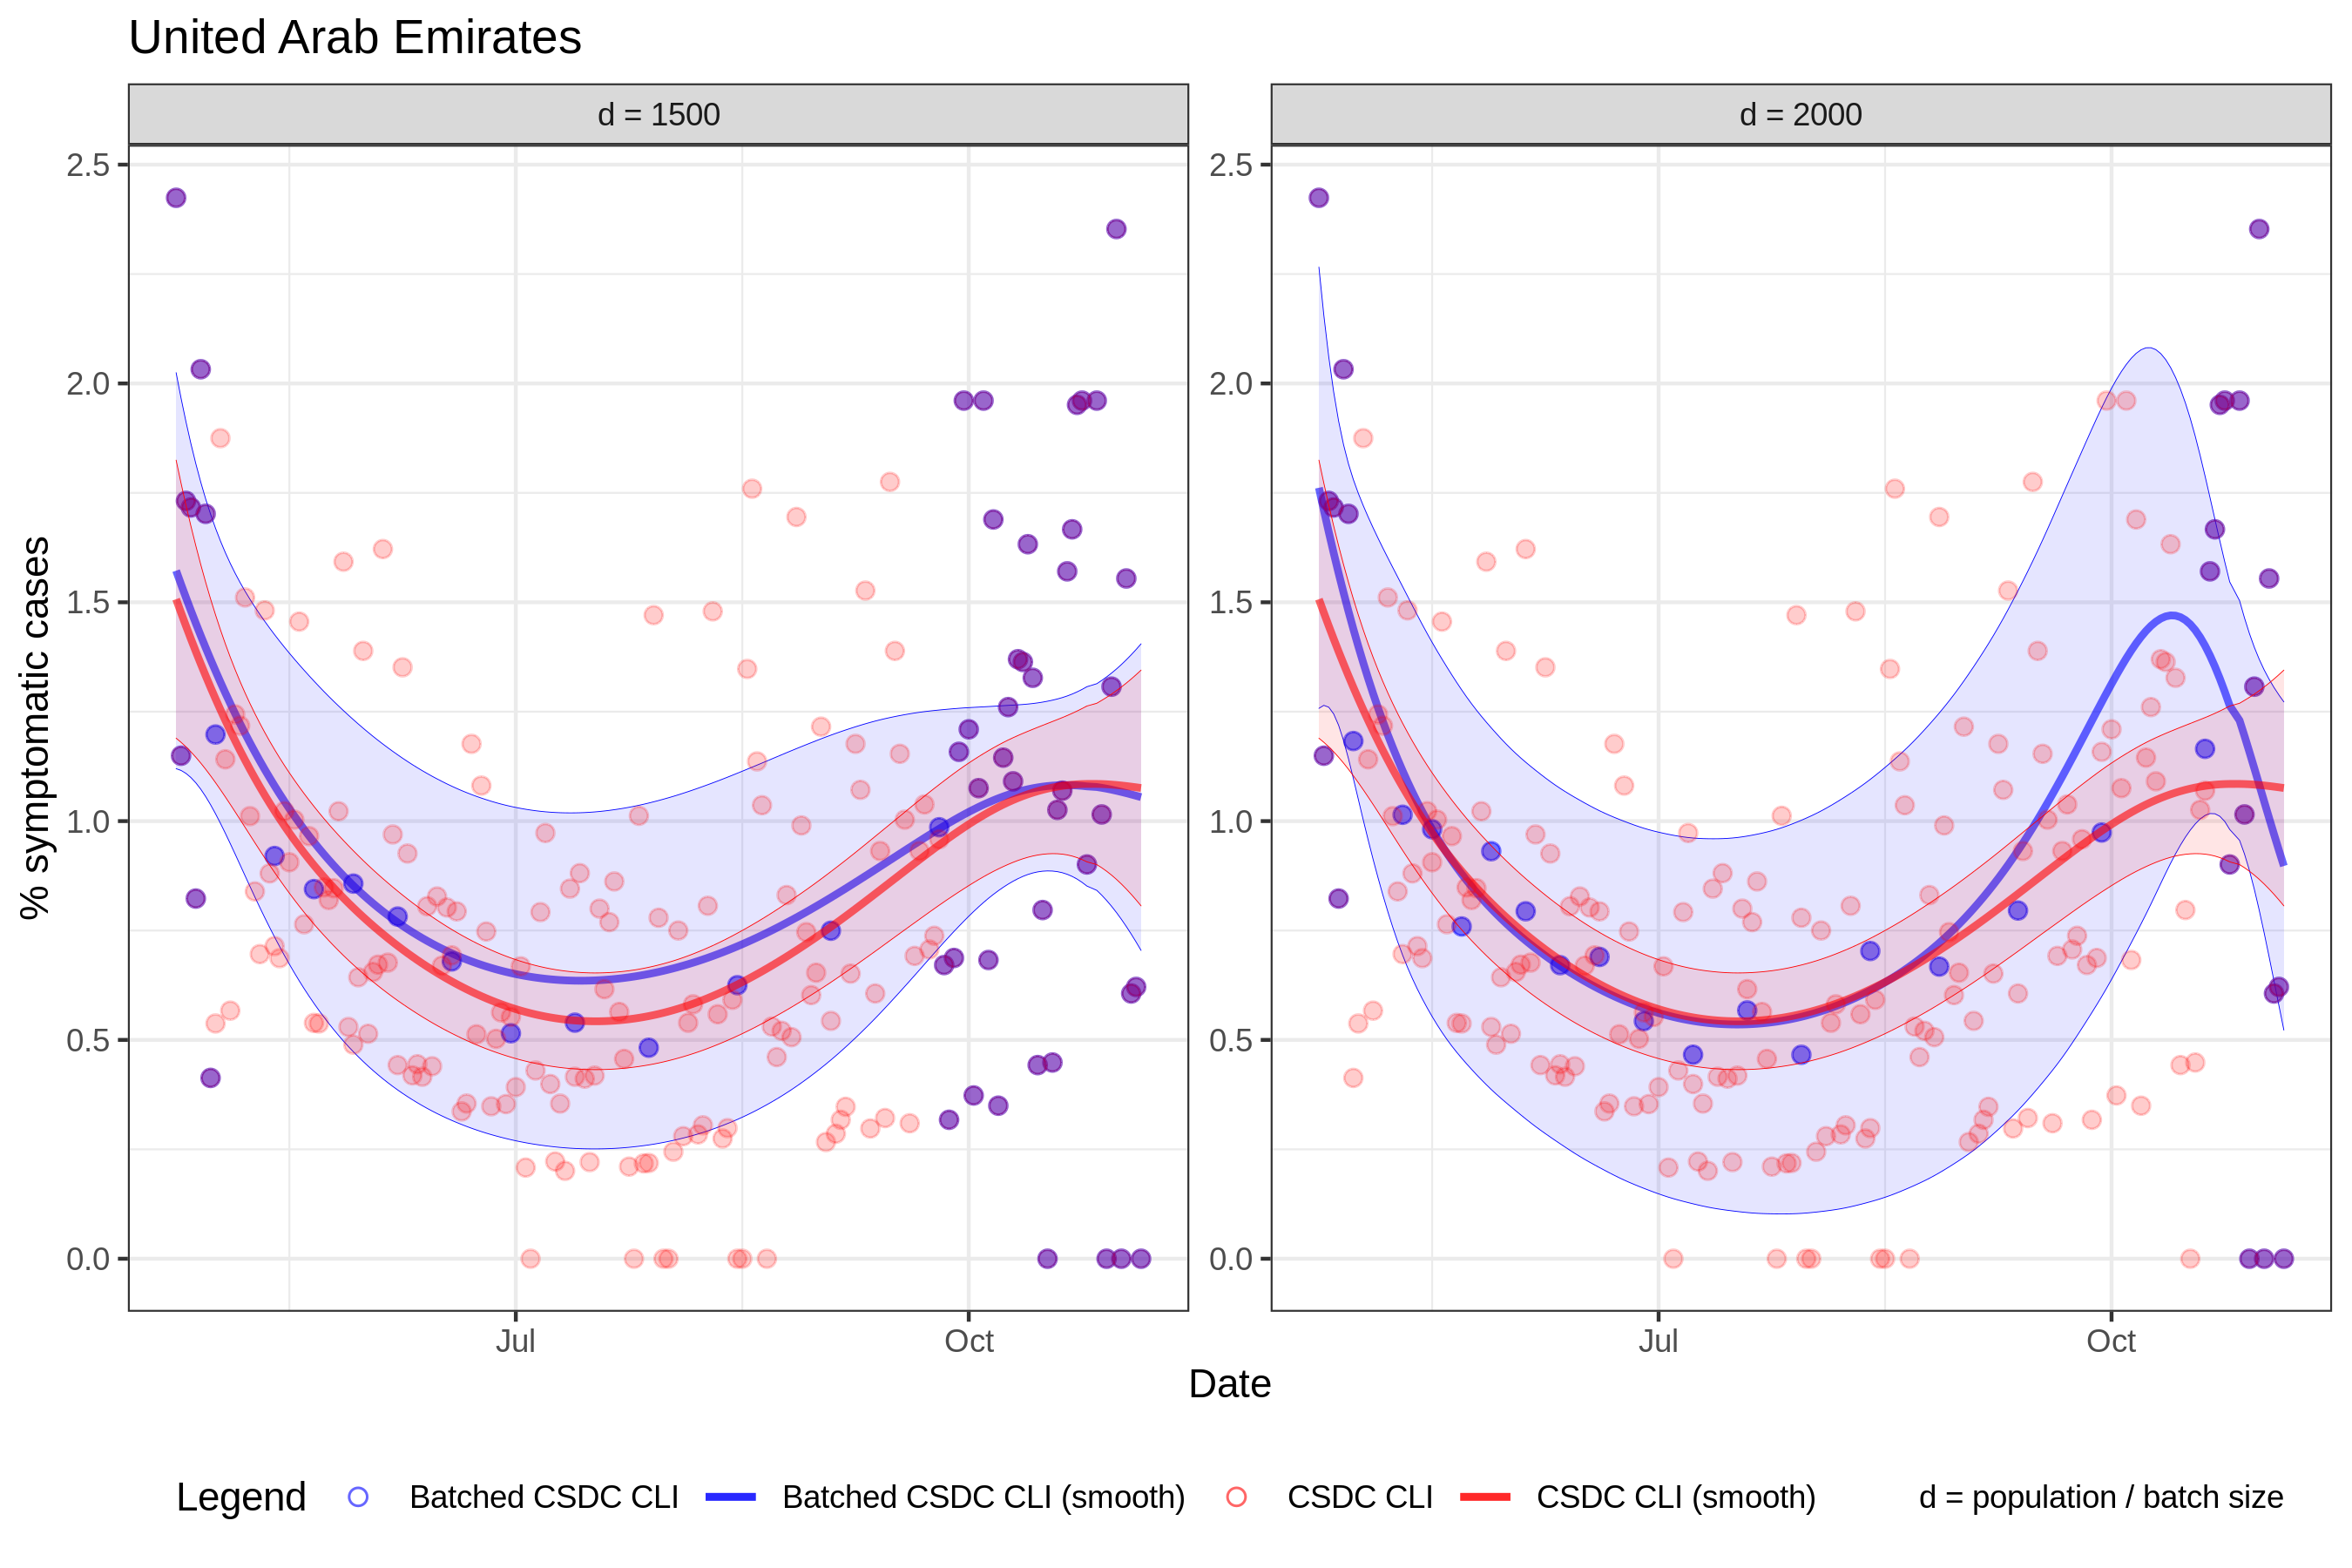 United Arab Emirates
d = 1500
d = 2000
% symptomatic cases
2.5
2.0
1.5
1.0
0.5
0.0
2.5
2.0
1.5
1.0
0.5
0.0
Jul
Oct
Jul
Oct
Date
Legend
Batched CSDC CLI
Batched CSDC CLI (smooth)
CSDC CLI
CSDC CLI (smooth)
d = population / batch size